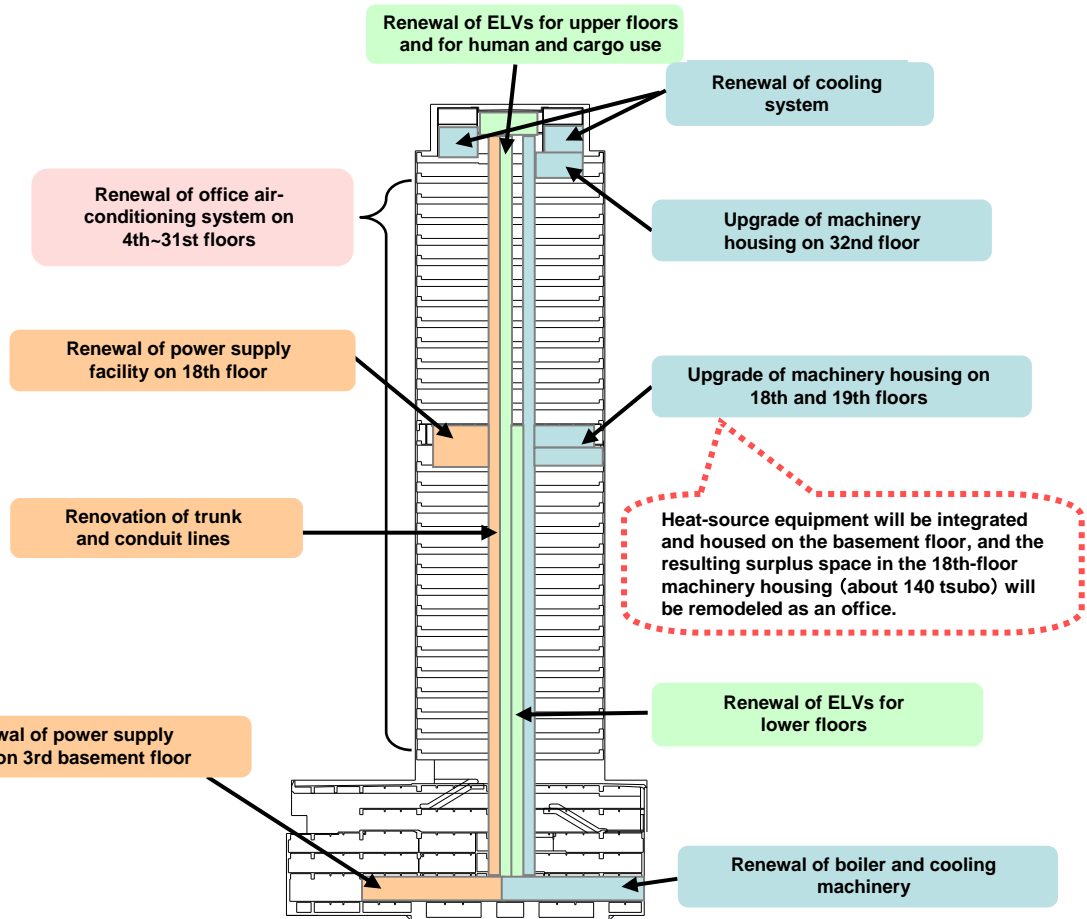 Renewal of ELVs for upper floors
and for human and cargo use
Renewal of cooling
system
Renewal of office air-
conditioning system on
4th~31st floors
Upgrade of machinery
housing on 32nd floor
Renewal of power supply
facility on 18th floor
Upgrade of machinery housing on
18th and 19th floors
Renovation of trunk
and conduit lines
Heat-source equipment will be integrated
and housed on the basement floor, and the
resulting surplus space in the 18th-floor
machinery housing（about 140 tsubo）will
be remodeled as an office.
Renewal of ELVs for
lower floors
wal of power supply
on 3rd basement floor
Renewal of boiler and cooling
machinery